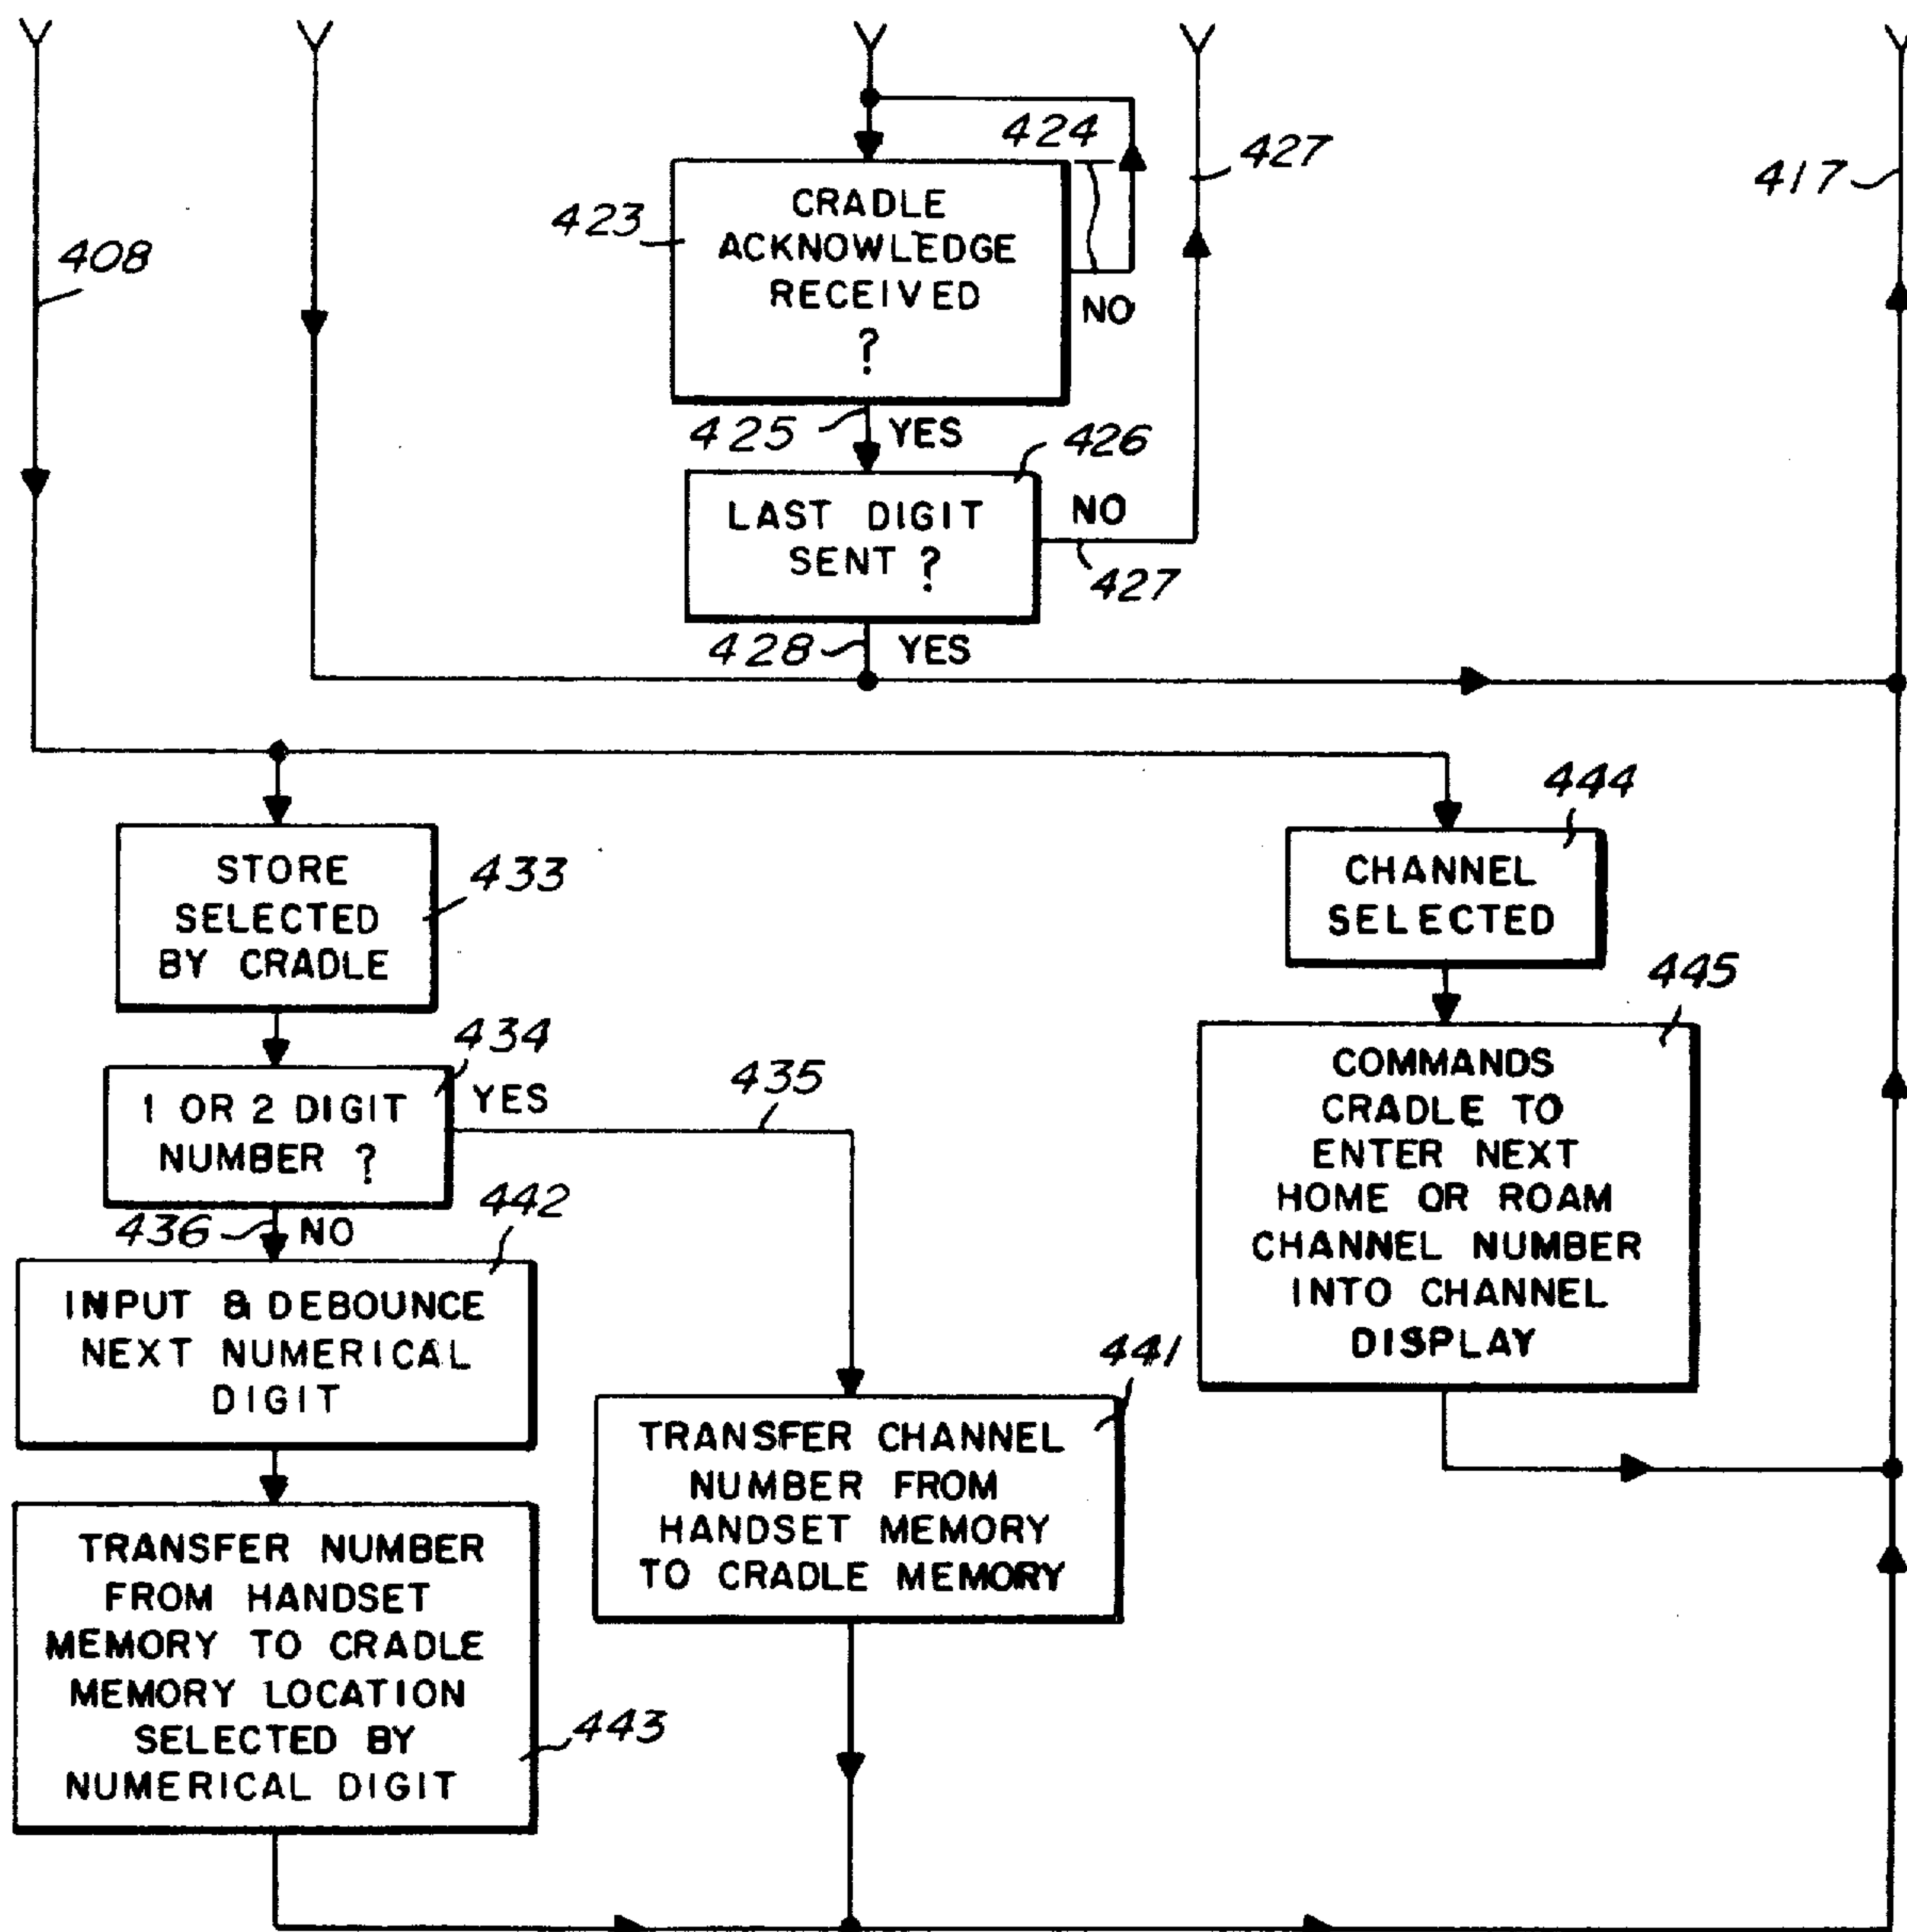 424
427
417
423
CRADLE
ACKNOWLEDGE
RECEIVED
?
NO
408
425
YES
426
LAST DIGIT
SENT ?
NO
427
428
YES
444
STORE
SELECTED
BY CRADLE
433
CHANNEL
SELECTED
445
434
1 OR 2 DIGIT
NUMBER ?
YES
435
COMMANDS
CRADLE TO
ENTER NEXT
HOME OR ROAM
CHANNEL NUMBER
INTO CHANNEL
DISPLAY
436
NO
442
INPUT & DEBOUNCE
NEXT NUMERICAL
DIGIT
441
TRANSFER CHANNEL
NUMBER FROM
HANDSET MEMORY
TO CRADLE MEMORY
TRANSFER NUMBER
FROM HANDSET
MEMORY TO CRADLE
MEMORY LOCATION
SELECTED BY
NUMERICAL DIGIT
443